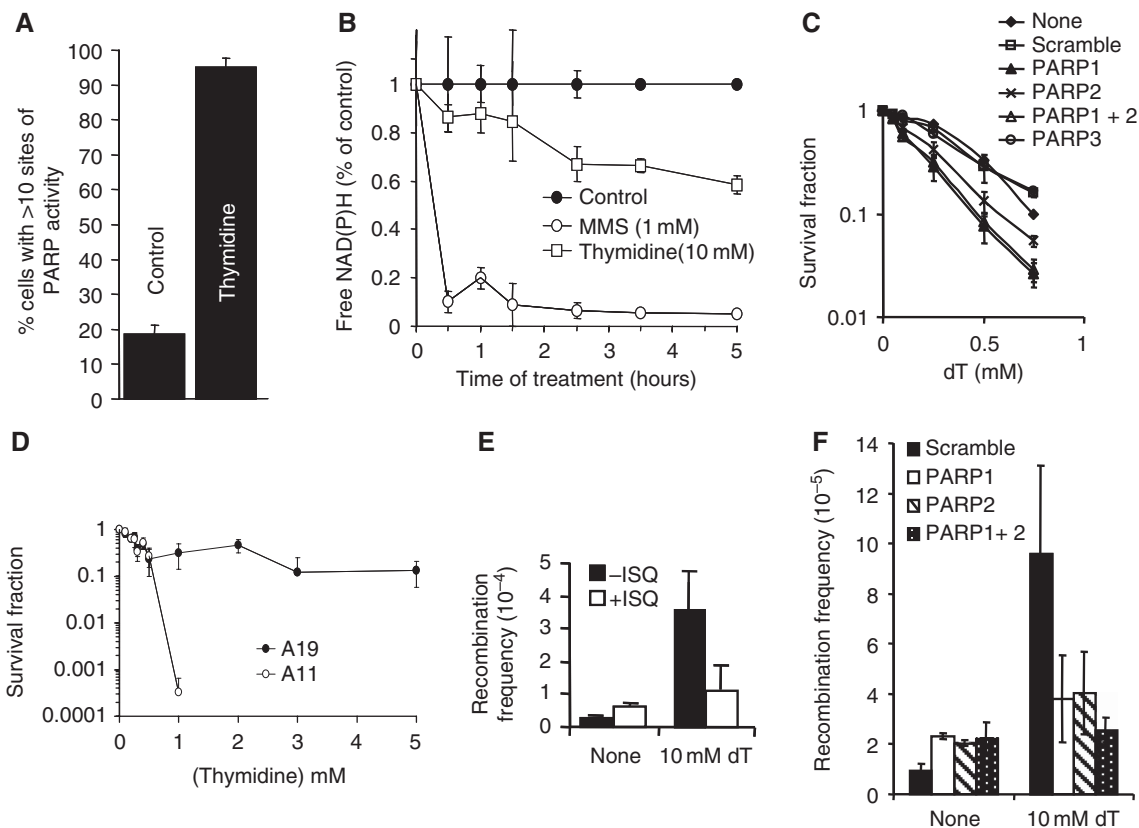 A
% cells with >10 sites of
PARP activity
100
90
80
70
60
50
40
30
20
10
0
Control
Thymidine
B
Free NAD(P)H (% of control)
1
0.8
0.6
0.4
0.2
0
Control
MMS (1 mM)
Thymidine(10 mM)
0 1 2 3 4 5
Time of treatment (hours)
C
None
Scramble
PARP1
PARP2
PARP1 + 2
PARP3
Survival fraction
1
0.1
0.01
0 0.5 1
dT (mM)
D
Survival fraction
1
0.1
0.01
0.001
0.0001
A19
A11
0 1 2 3 4 5
(Thymidine) mM
E
Recombination
frequency (10⁻⁴)
5
4
3
2
1
0
–ISQ
+ISQ
None 10 mM dT
F
Recombination frequency (10⁻⁵)
14
12
10
8
6
4
2
0
Scramble
PARP1
PARP2
PARP1+ 2
None 10 mM dT